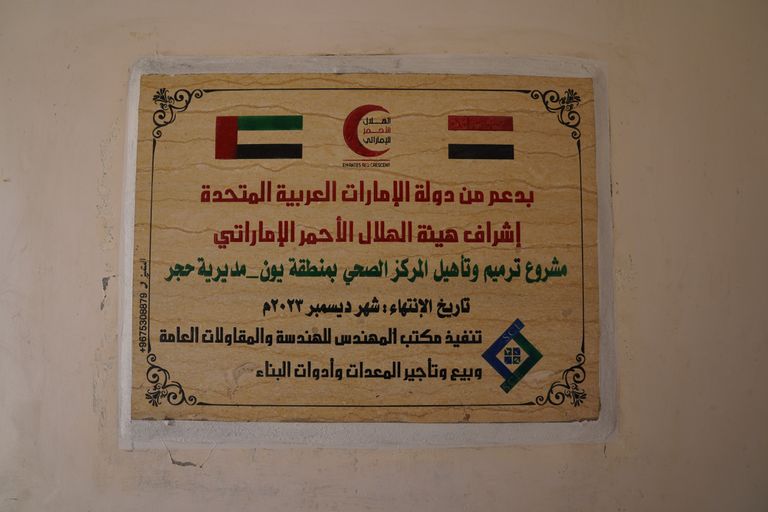 الهلال
الأحمر
الإماراتي
EMIRATES RED CRESCENT
بدعم من دولة الإمارات العربية المتحدة
إشراف هيئة الهلال الأحمر الإماراتي
مشروع ترميم وتأهيل المركز الصحي بمنطقة يون_مديرية حجر
تاريخ الإنتهاء : شهر ديسمبر ٢٠٢٣م
تنفيذ مكتب المهندس للهندسة والمقاولات العامة
وبيع وتأجير المعدات وأدوات البناء
+9675308879